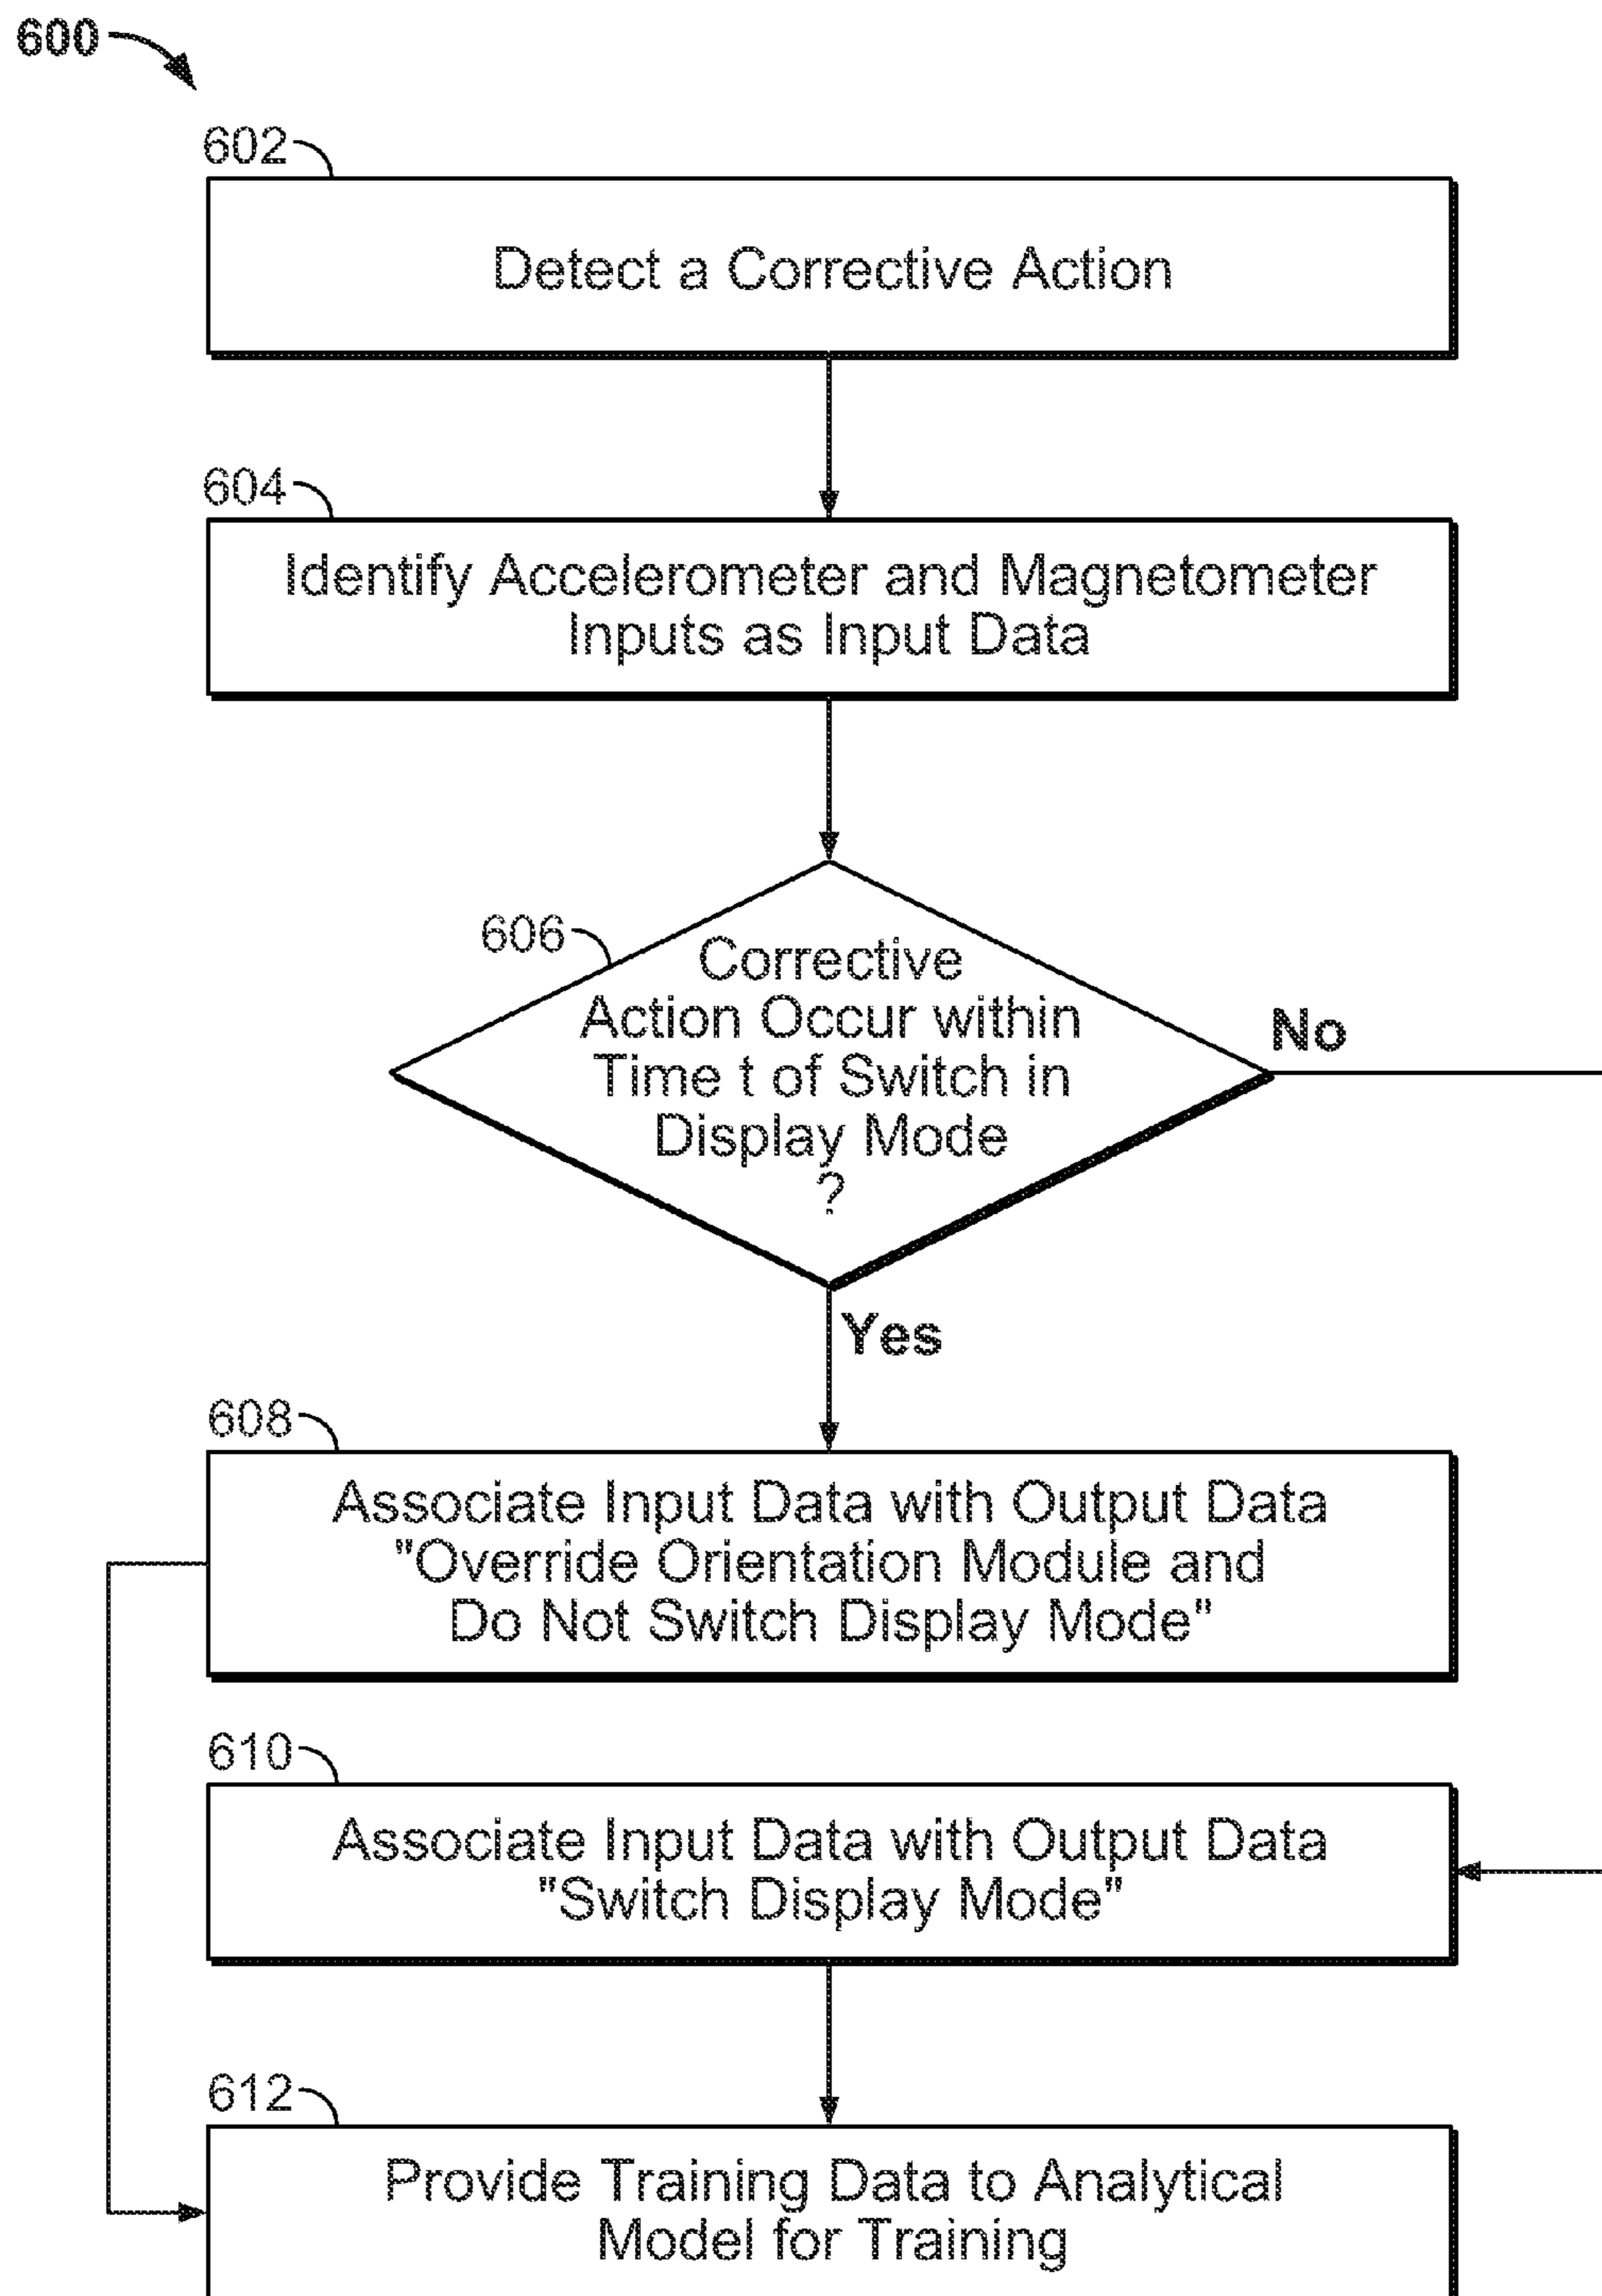 600
602
Detect a Corrective Action
604
Identify Accelerometer and Magnetometer
Inputs as Input Data
606
Corrective
Action Occur within
Time t of Switch in
Display Mode
?
No
Yes
608
Associate Input Data with Output Data
"Override Orientation Module and
Do Not Switch Display Mode"
610
Associate Input Data with Output Data
"Switch Display Mode"
612
Provide Training Data to Analytical
Model for Training